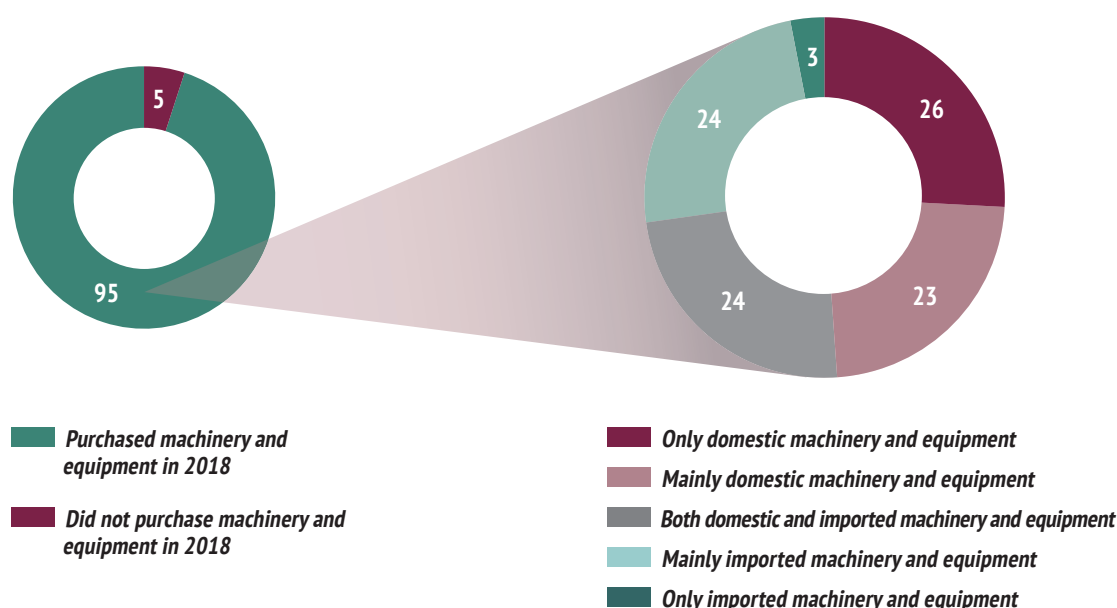 5
95
3
26
24
23
24
Purchased machinery and
equipment in 2018
Did not purchase machinery and
equipment in 2018
Only domestic machinery and equipment
Mainly domestic machinery and equipment
Both domestic and imported machinery and equipment
Mainly imported machinery and equipment
Only imported machinery and equipment